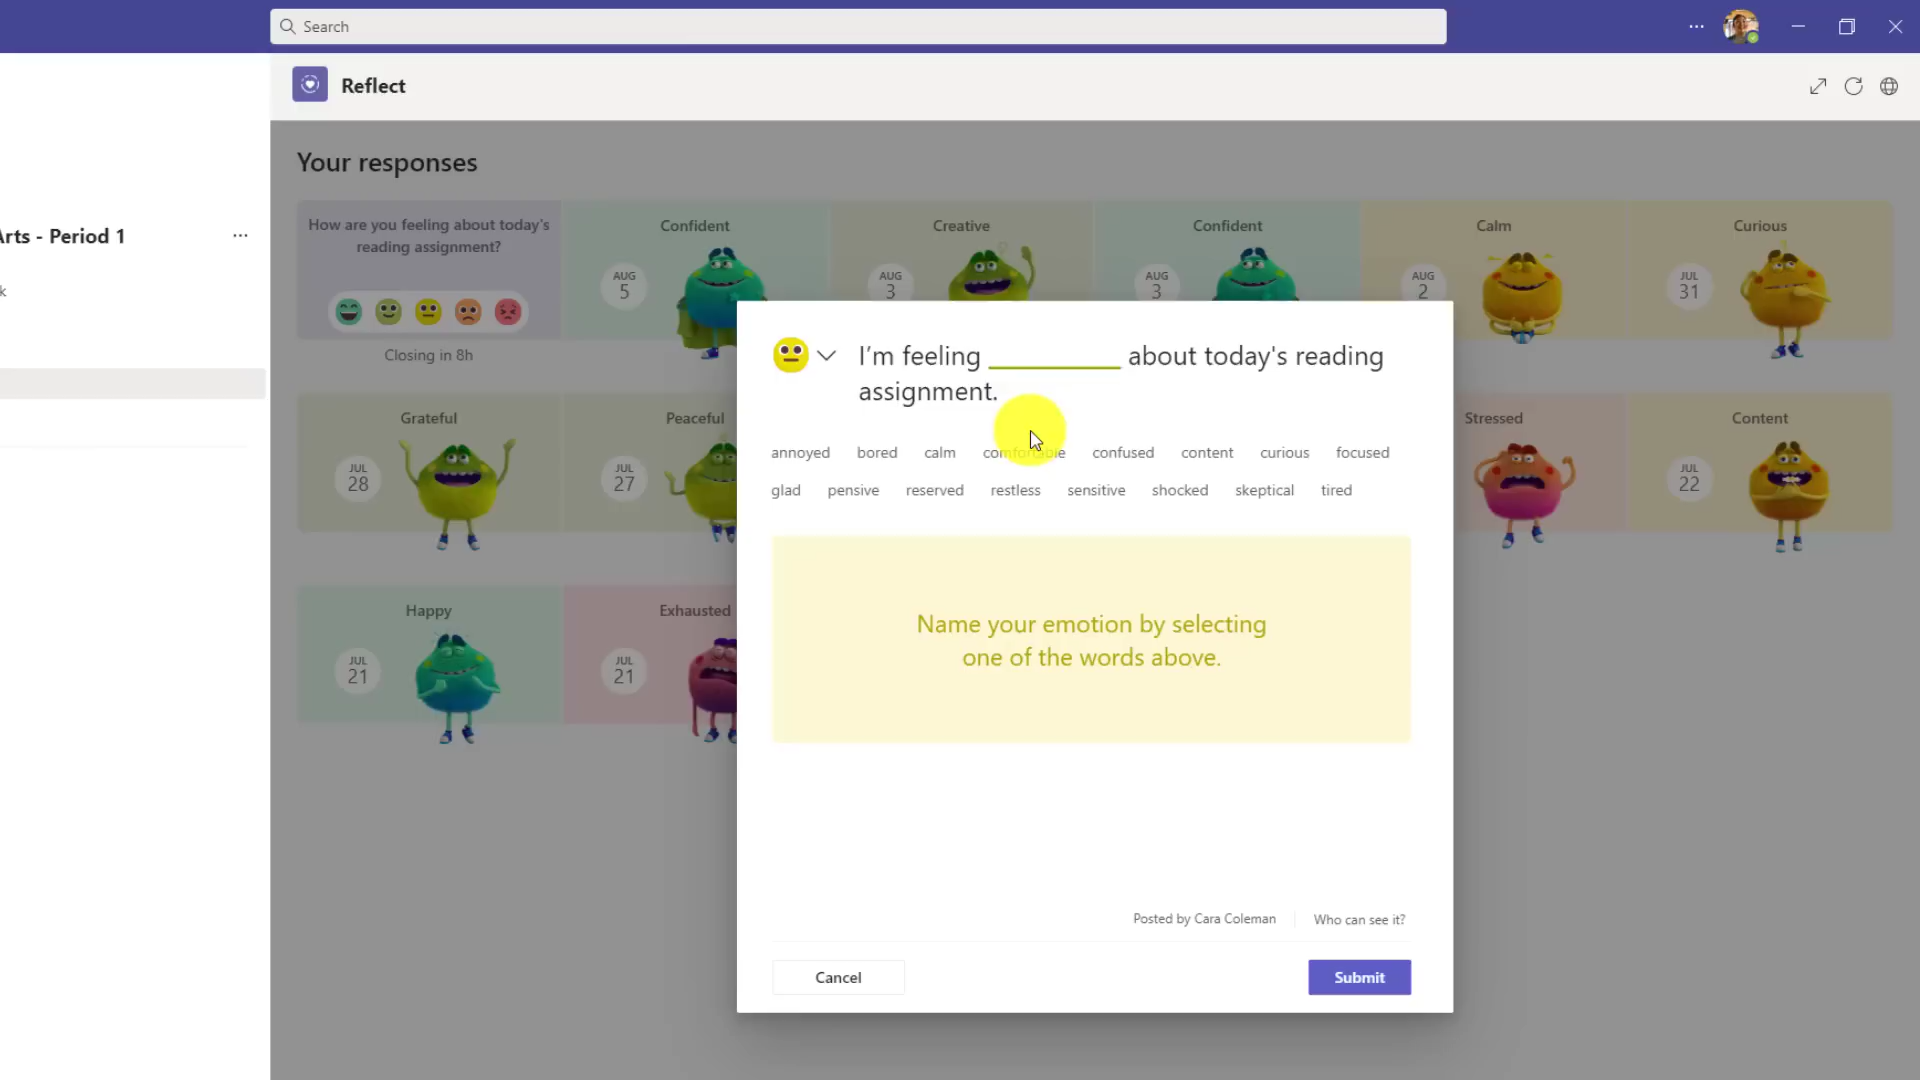 Search
Reflect
Your responses
Arts - Period 1
k
How are you feeling about today's
reading assignment?
Closing in 8h
Confident
AUG
5
Creative
AUG
3
Confident
AUG
3
Calm
AUG
2
Curious
JUL
31
Grateful
JUL
28
Peaceful
JUL
27
Stressed
Content
JUL
22
Happy
JUL
21
Exhausted
JUL
21
I'm feeling __________ about today's reading
assignment.
annoyed bored calm comfortable confused content curious focused
glad pensive reserved restless sensitive shocked skeptical tired
Name your emotion by selecting
one of the words above.
Posted by Cara Coleman Who can see it?
Cancel Submit